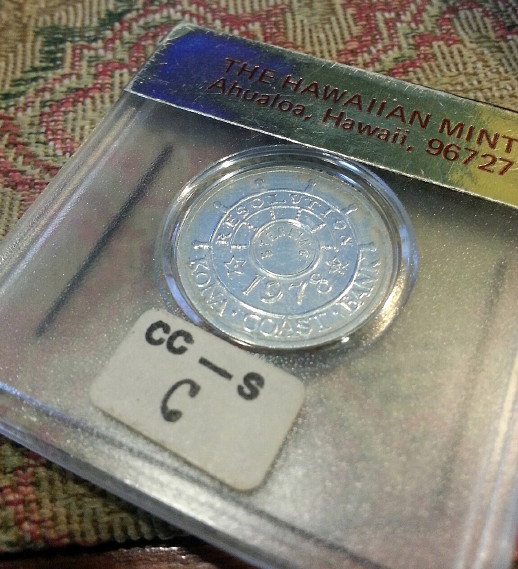 THE HAWAIIAN MINT
Ahualoa, Hawaii, 96727
RESOLUTION
1978
KONA · COAST · BANK
CC - S
C